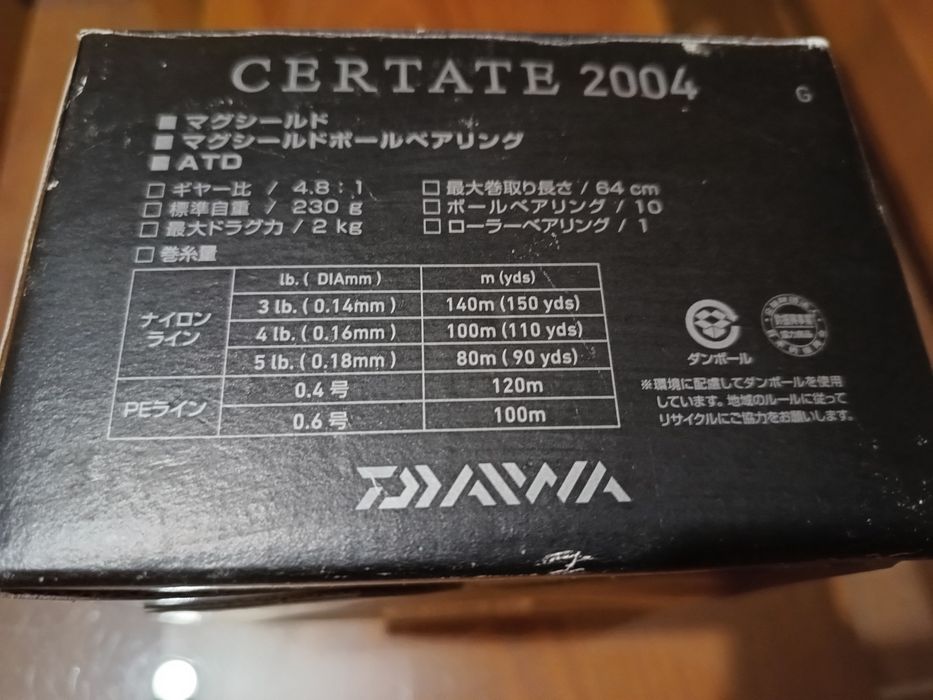 CERTATE 2004
G
■ マグシールド
■ マグシールドボールベアリング
■ ATD
□ ギヤー比 / 4.8 : 1
□ 標準自重 / 230 g
□ 最大ドラグ力 / 2 kg
□ 最大巻取り長さ / 64 cm
□ ボールベアリング / 10
□ ローラーベアリング / 1
□ 巻糸量
lb. ( DIAmm ) m (yds)
ナイロン
ライン
3 lb. ( 0.14mm ) 140m (150 yds)
4 lb. ( 0.16mm ) 100m (110 yds)
5 lb. ( 0.18mm ) 80m ( 90 yds)
PEライン
0.4 号 120m
0.6 号 100m
ダンボール
※環境に配慮してダンボールを使用
しています。地域のルールに従って
リサイクルにご協力をお願いします。
DAIWA